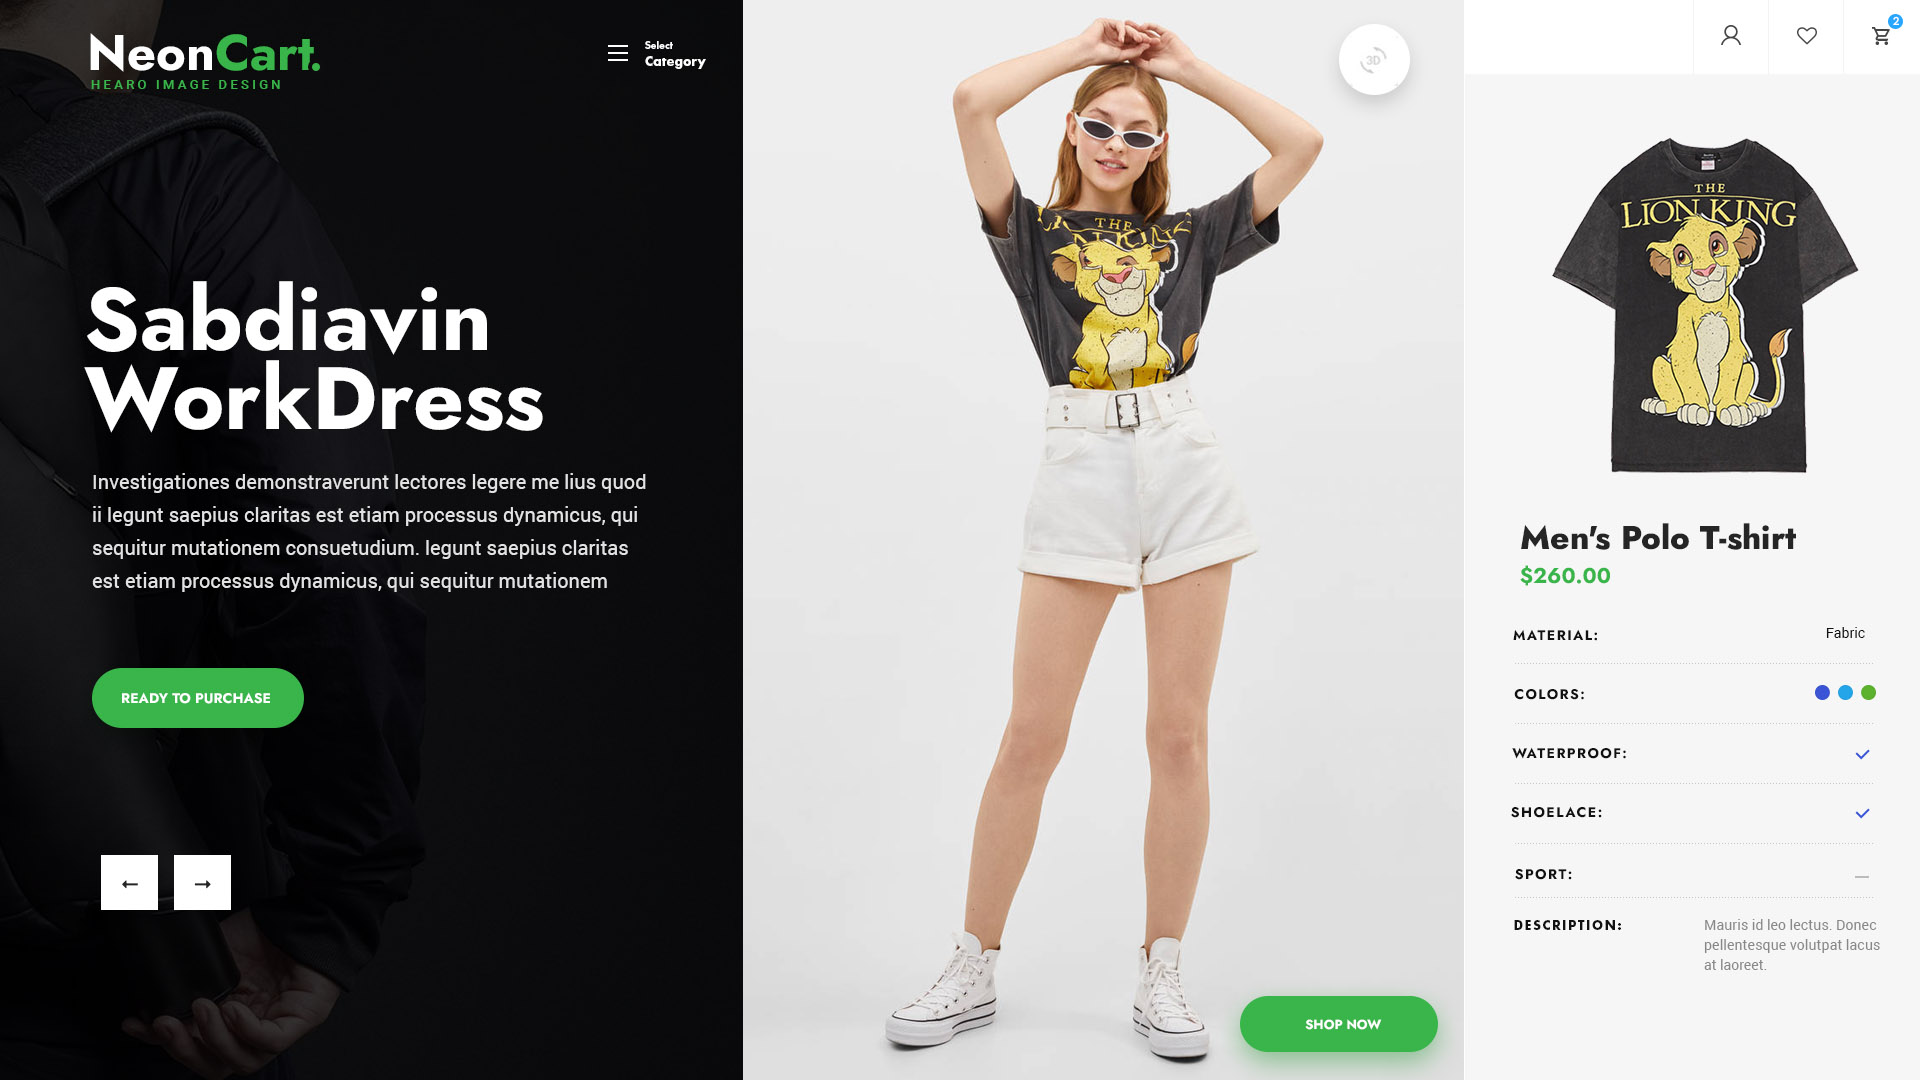 NeonCart.
HEARO IMAGE DESIGN
Select
Category
Sabdiavin
WorkDress
Investigationes demonstraverunt lectores legere me lius quod
ii legunt saepius claritas est etiam processus dynamicus, qui
sequitur mutationem consuetudium. legunt saepius claritas
est etiam processus dynamicus, qui sequitur mutationem
READY TO PURCHASE
← →
3D
THE
SHOP NOW
2
THE
LION KING
Men's Polo T-shirt
$260.00
MATERIAL: Fabric
COLORS:
WATERPROOF:
SHOELACE:
SPORT: —
DESCRIPTION: Mauris id leo lectus. Donec
pellentesque volutpat lacus
at laoreet.